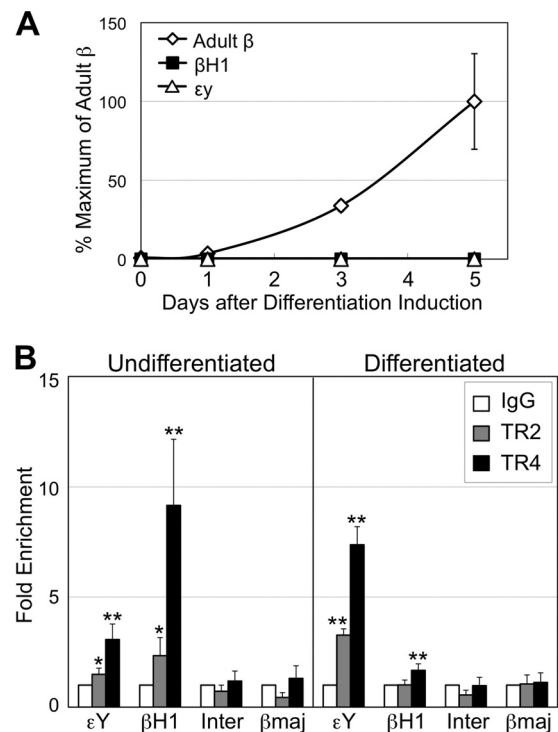 A
150
100
50
0
% Maximum of Adult β
Adult β
βH1
εy
0 1 2 3 4 5
Days after Differentiation Induction
B
Undifferentiated Differentiated
15
10
5
0
Fold Enrichment
IgG
TR2
TR4
* ** * ** ** ** **
εY βH1 Inter βmaj εY βH1 Inter βmaj